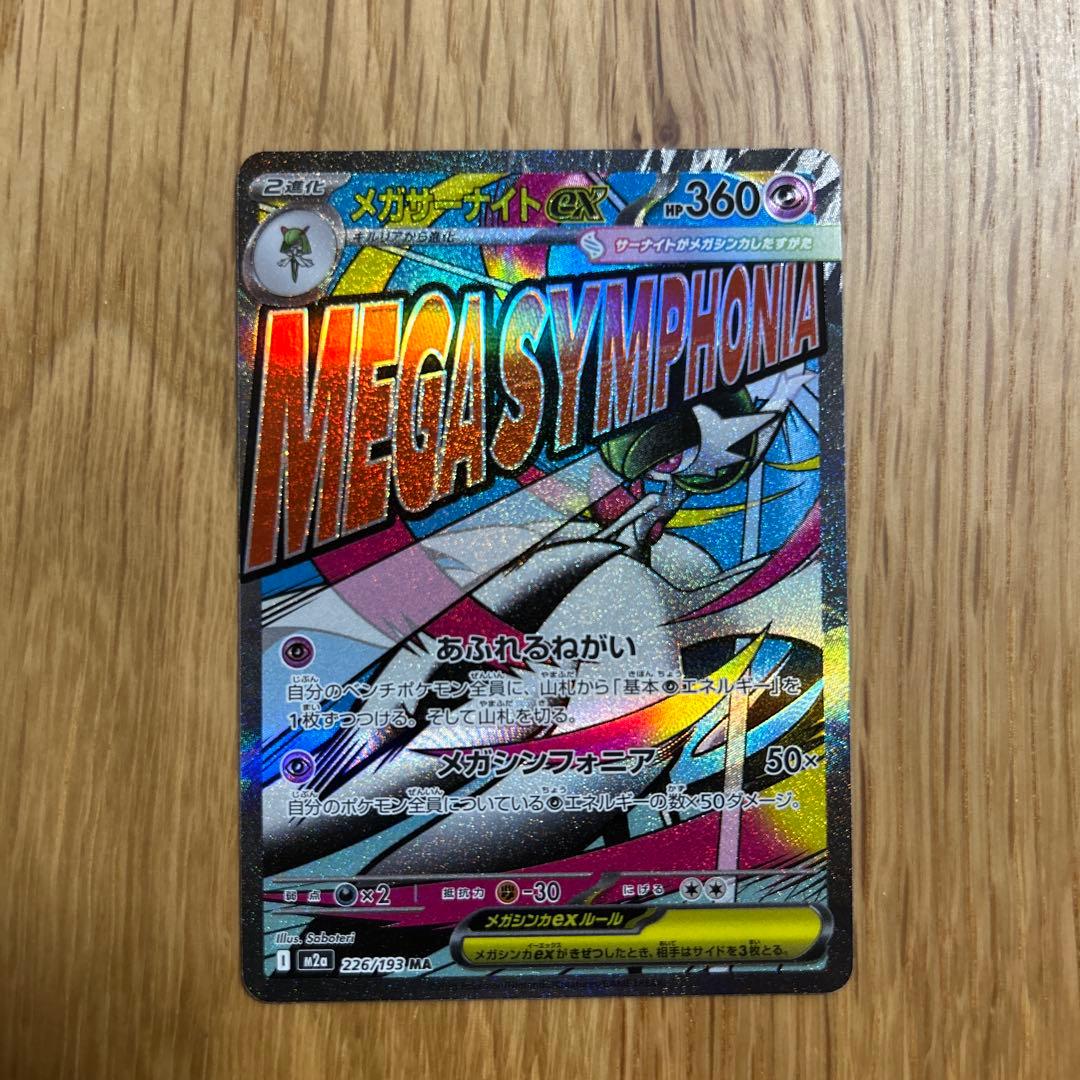 2進化
メガサーナイトex
HP360
キルリアから進化
サーナイトがメガシンカしたすがた
MEGA SYMPHONIA
あふれるねがい
自分のベンチポケモン全員に、山札から「基本エネルギー」を
1枚ずつつける。そして山札を切る。
メガシンフォニア 50×
自分のポケモン全員についているエネルギーの数×50ダメージ。
弱点 ×2 抵抗力 -30 にげる
メガシンカexルール
メガシンカexがきぜつしたとき、相手はサイドを3枚とる。
Illus. Saboteri
I m2a 226/193 MA